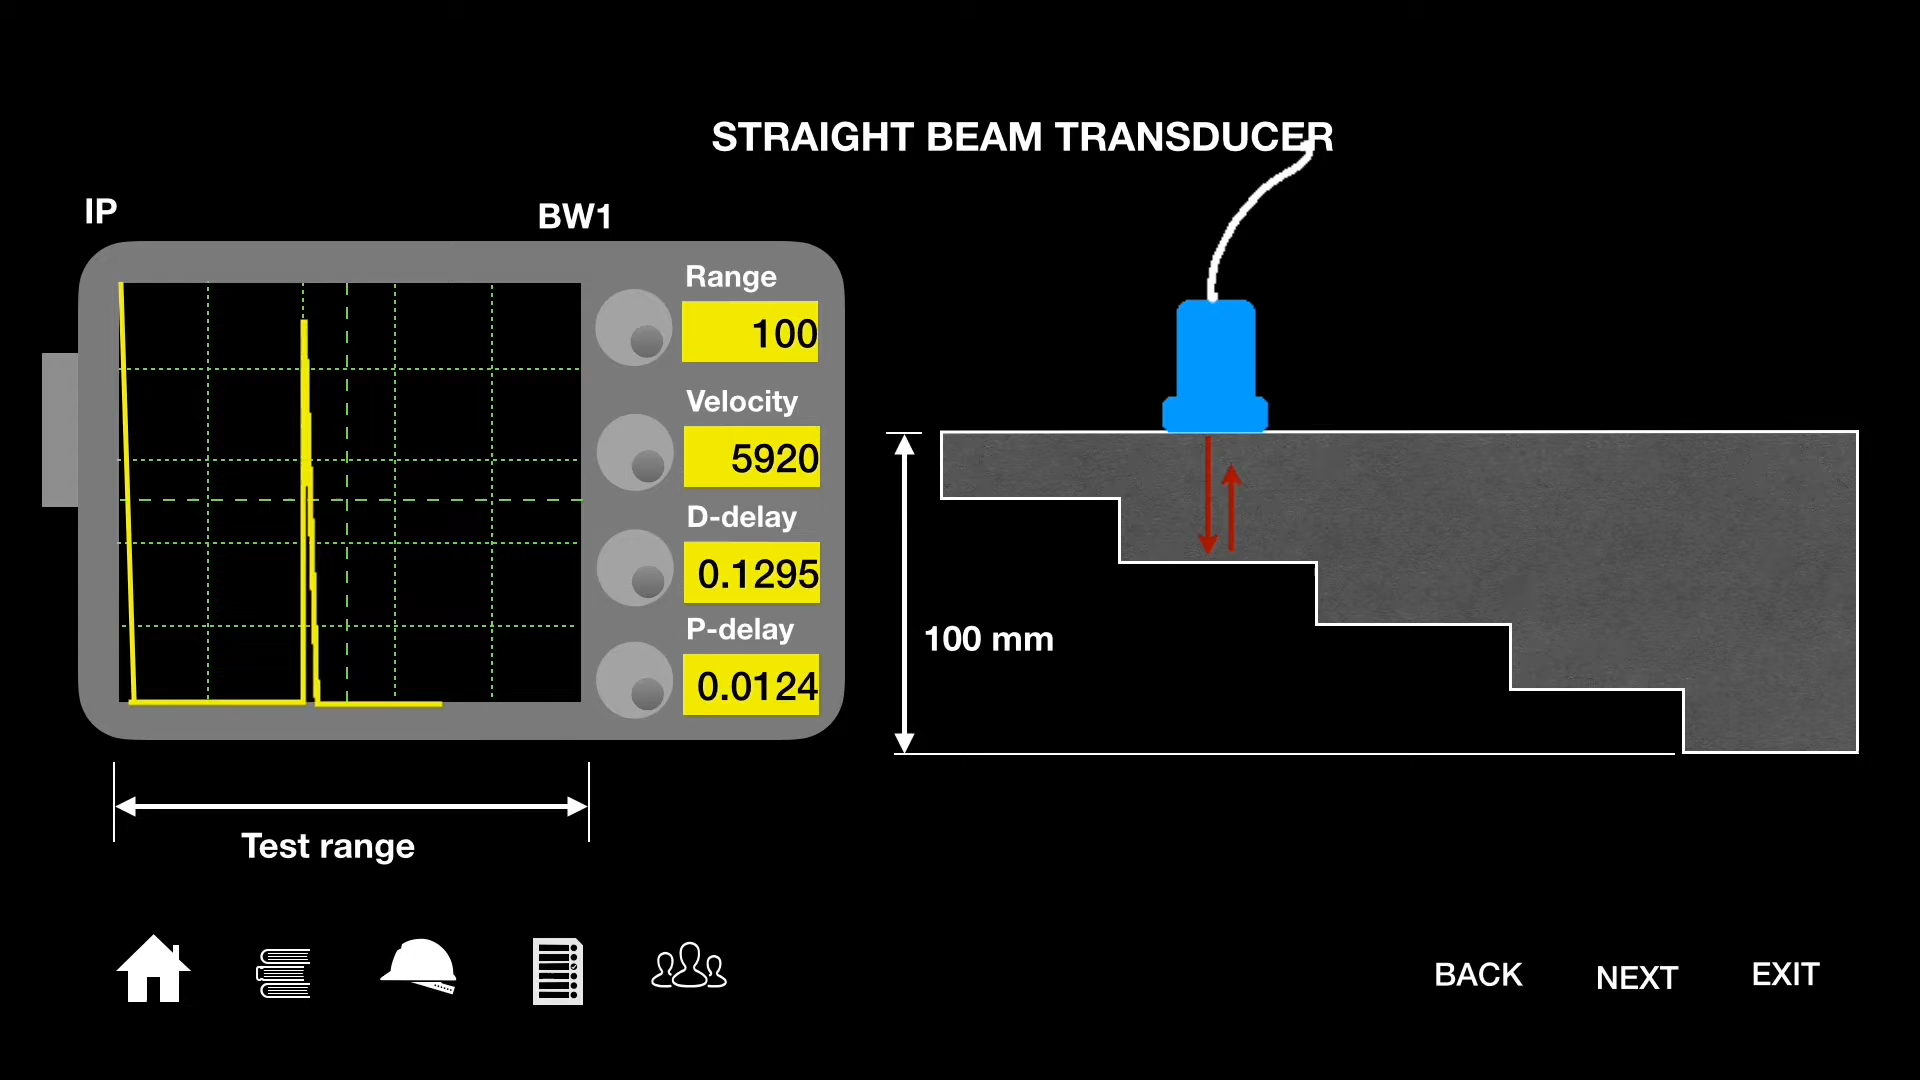 STRAIGHT BEAM TRANSDUCER
IP
BW1
Range
100
Velocity
5920
D-delay
0.1295
P-delay
0.0124
100 mm
Test range
BACK
NEXT
EXIT